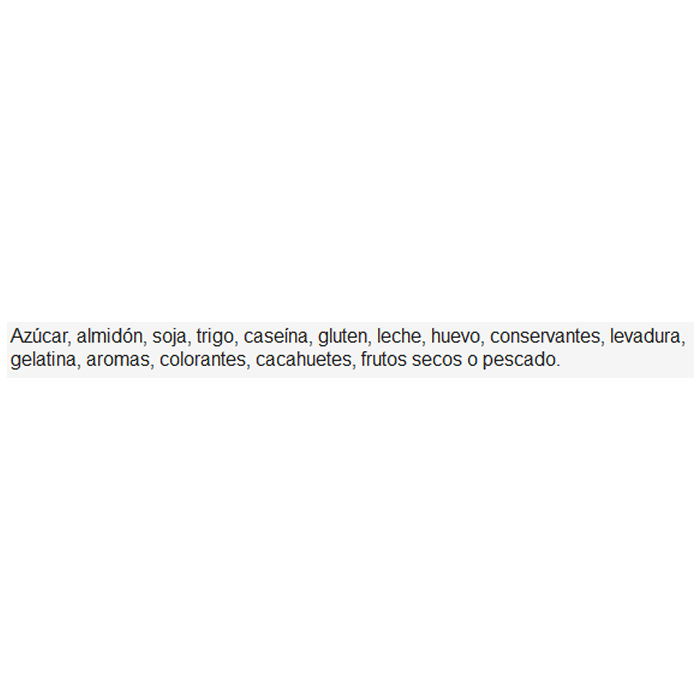 Azúcar, almidón, soja, trigo, caseína, gluten, leche, huevo, conservantes, levadura,
gelatina, aromas, colorantes, cacahuetes, frutos secos o pescado.